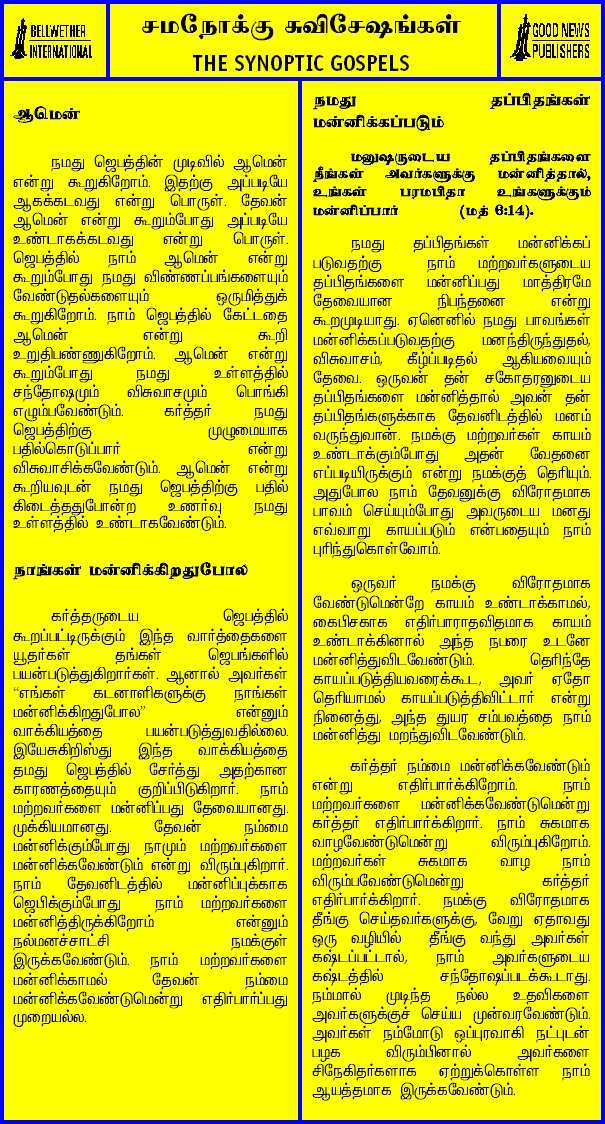 BELLWETHER
INTERNATIONAL
சமநோக்கு சுவிசேஷங்கள்
THE SYNOPTIC GOSPELS
GOOD NEWS
PUBLISHERS
ஆமென்
நமது ஜெபத்தின் முடிவில் ஆமென்
என்று கூறுகிறோம். இதற்கு அப்படியே
ஆகக்கடவது என்று பொருள். தேவன்
ஆமென் என்று கூறும்போது அப்படியே
உண்டாகக்கடவது என்று பொருள்.
ஜெபத்தில் நாம் ஆமென் என்று
கூறும்போது நமது விண்ணப்பங்களையும்
வேண்டுதல்களையும் ஒருமித்துக்
கூறுகிறோம். நாம் ஜெபத்தில் கேட்டதை
ஆமென் என்று கூறி
உறுதிபண்ணுகிறோம். ஆமென் என்று
கூறும்போது நமது உள்ளத்தில்
சந்தோஷமும் விசுவாசமும் பொங்கி
எழும்பவேண்டும். கர்த்தர் நமது
ஜெபத்திற்கு முழுமையாக
பதில்கொடுப்பார் என்று
விசுவாசிக்கவேண்டும். ஆமென் என்று
கூறியவுடன் நமது ஜெபத்திற்கு பதில்
கிடைத்ததுபோன்ற உணர்வு நமது
உள்ளத்தில் உண்டாகவேண்டும்.
நாங்கள் மன்னிக்கிறதுபோல
கர்த்தருடைய ஜெபத்தில்
கூறப்பட்டிருக்கும் இந்த வார்த்தைகளை
யூதர்கள் தங்கள் ஜெபங்களில்
பயன்படுத்துகிறார்கள். ஆனால் அவர்கள்
“எங்கள் கடனாளிகளுக்கு நாங்கள்
மன்னிக்கிறதுபோல” என்னும்
வாக்கியத்தை பயன்படுத்துவதில்லை.
இயேசுகிறிஸ்து இந்த வாக்கியத்தை
தமது ஜெபத்தில் சேர்த்து அதற்கான
காரணத்தையும் குறிப்பிடுகிறார். நாம்
மற்றவர்களை மன்னிப்பது தேவையானது.
முக்கியமானது. தேவன் நம்மை
மன்னிக்கும்போது நாமும் மற்றவர்களை
மன்னிக்கவேண்டும் என்று விரும்புகிறார்.
நாம் தேவனிடத்தில் மன்னிப்புக்காக
ஜெபிக்கும்போது நாம் மற்றவர்களை
மன்னித்திருக்கிறோம் என்னும்
நல்மனச்சாட்சி நமக்குள்
இருக்கவேண்டும். நாம் மற்றவர்களை
மன்னிக்காமல் தேவன் நம்மை
மன்னிக்கவேண்டுமென்று எதிர்பார்ப்பது
முறையல்ல.
நமது தப்பிதங்கள்
மன்னிக்கப்படும்
மனுஷருடைய தப்பிதங்களை
நீங்கள் அவர்களுக்கு மன்னித்தால்,
உங்கள் பரமபிதா உங்களுக்கும்
மன்னிப்பார் (மத் 6:14).
நமது தப்பிதங்கள் மன்னிக்கப்
படுவதற்கு நாம் மற்றவர்களுடைய
தப்பிதங்களை மன்னிப்பது மாத்திரமே
தேவையான நிபந்தனை என்று
கூறமுடியாது. ஏனெனில் நமது பாவங்கள்
மன்னிக்கப்படுவதற்கு மனந்திருந்துதல்,
விசுவாசம், கீழ்ப்படிதல் ஆகியவையும்
தேவை. ஒருவன் தன் சகோதரனுடைய
தப்பிதங்களை மன்னித்தால் அவன் தன்
தப்பிதங்களுக்காக தேவனிடத்தில் மனம்
வருந்துவான். நமக்கு மற்றவர்கள் காயம்
உண்டாக்கும்போது அதன் வேதனை
எப்படியிருக்கும் என்று நமக்குத் தெரியும்.
அதுபோல நாம் தேவனுக்கு விரோதமாக
பாவம் செய்யும்போது அவருடைய மனது
எவ்வாறு காயப்படும் என்பதையும் நாம்
புரிந்துகொள்வோம்.
ஒருவர் நமக்கு விரோதமாக
வேண்டுமென்றே காயம் உண்டாக்காமல்,
கைபிசகாக எதிர்பாராதவிதமாக காயம்
உண்டாக்கினால் அந்த நபரை உடனே
மன்னித்துவிடவேண்டும். தெரிந்தே
காயப்படுத்தியவரைக்கூட, அவர் ஏதோ
தெரியாமல் காயப்படுத்திவிட்டார் என்று
நினைத்து, அந்த துயர சம்பவத்தை நாம்
மன்னித்து மறந்துவிடவேண்டும்.
கர்த்தர் நம்மை மன்னிக்கவேண்டும்
என்று எதிர்பார்க்கிறோம். நாம்
மற்றவர்களை மன்னிக்கவேண்டுமென்று
கர்த்தர் எதிர்பார்க்கிறார். நாம் சுகமாக
வாழவேண்டுமென்று விரும்புகிறோம்.
மற்றவர்கள் சுகமாக வாழ நாம்
விரும்பவேண்டுமென்று கர்த்தர்
எதிர்பார்க்கிறார். நமக்கு விரோதமாக
தீங்கு செய்தவர்களுக்கு, வேறு ஏதாவது
ஒரு வழியில் தீங்கு வந்து அவர்கள்
கஷ்டப்பட்டால், நாம் அவர்களுடைய
கஷ்டத்தில் சந்தோஷப்படக்கூடாது.
நம்மால் முடிந்த நல்ல உதவிகளை
அவர்களுக்குச் செய்ய முன்வரவேண்டும்.
அவர்கள் நம்மோடு ஒப்புரவாகி நட்புடன்
பழக விரும்பினால் அவர்களை
சிநேகிதர்களாக ஏற்றுக்கொள்ள நாம்
ஆயத்தமாக இருக்கவேண்டும்.